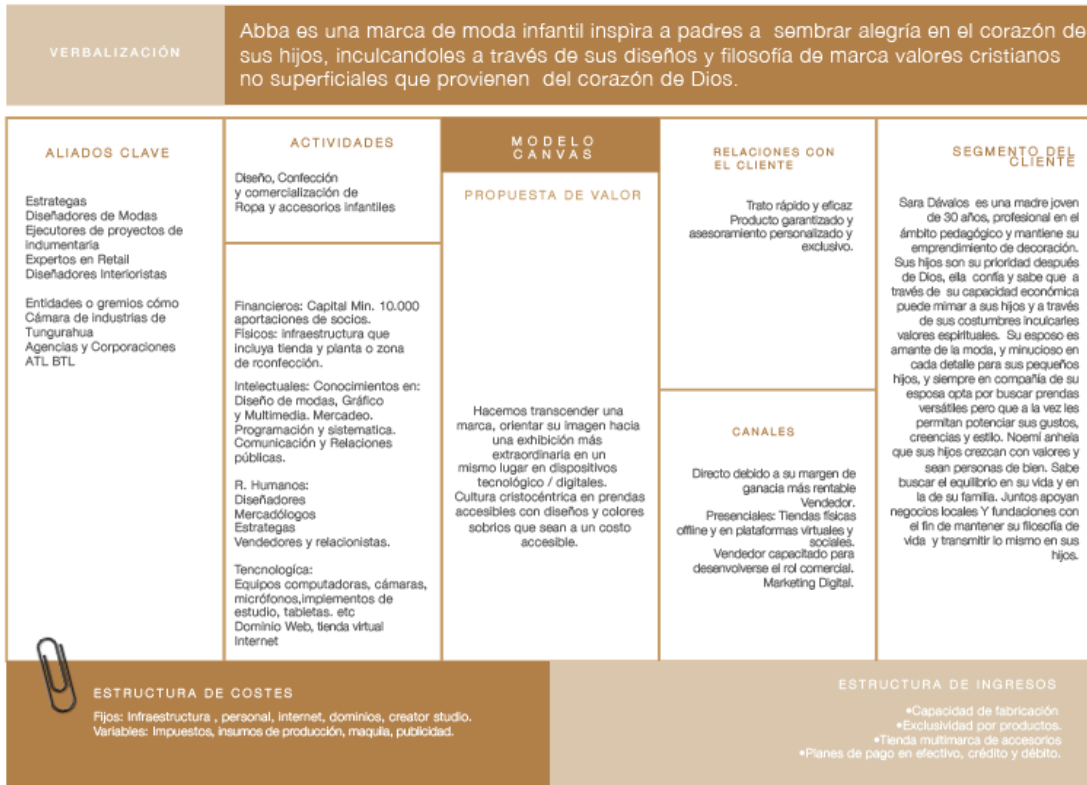 VERBALIZACIÓN
Abba es una marca de moda infantil inspira a padres a sembrar alegría en el corazón de
sus hijos, inculcandoles a través de sus diseños y filosofía de marca valores cristianos
no superficiales que provienen del corazón de Dios.
ALIADOS CLAVE
Estrategas
Diseñadores de Modas
Ejecutores de proyectos de
indumentaria
Expertos en Retail
Diseñadores Interioristas
Entidades o gremios cómo
Cámara de industrias de
Tungurahua
Agencias y Corporaciones
ATL BTL
ACTIVIDADES
Diseño, Confección
y comercialización de
Ropa y accesorios infantiles
Financieros: Capital Min. 10.000
aportaciones de socios.
Físicos: infraestructura que
incluya tienda y planta o zona
de rconfección.
Intelectuales: Conocimientos en:
Diseño de modas, Gráfico
y Multimedia. Mercadeo.
Programación y sistematica.
Comunicación y Relaciones
públicas.
R. Humanos:
Diseñadores
Mercadólogos
Estrategas
Vendedores y relacionistas.
Tencnologíca:
Equipos computadoras, cámaras,
micrófonos,implementos de
estudio, tabletas. etc
Dominio Web, tienda virtual
Internet
MODELO
CANVAS
PROPUESTA DE VALOR
Hacemos transcender una
marca, orientar su imagen hacia
una exhibición más
extraordinaria en un
mismo lugar en dispositivos
tecnológico / digitales.
Cultura cristocéntrica en prendas
accesibles con diseños y colores
sobrios que sean a un costo
accesible.
RELACIONES CON
EL CLIENTE
Trato rápido y eficaz
Producto garantizado y
asesoramiento personalizado y
exclusivo.
CANALES
Directo debido a su margen de
ganacia más rentable
Vendedor.
Presenciales: Tiendas físicas
offline y en plataformas virtuales y
sociales.
Vendedor capacitado para
desenvolverse el rol comercial.
Marketing Digital.
SEGMENTO DEL
CLIENTE
Sara Dávalos es una madre joven
de 30 años, profesional en el
ámbito pedagógico y mantiene su
emprendimiento de decoración.
Sus hijos son su prioridad después
de Dios, ella confía y sabe que a
través de su capacidad económica
puede mimar a sus hijos y a través
de sus costumbres inculcarles
valores espirituales. Su esposo es
amante de la moda, y minucioso en
cada detalle para sus pequeños
hijos, y siempre en compañía de su
esposa opta por buscar prendas
versátiles pero que a la vez les
permitan potenciar sus gustos,
creencias y estilo. Noemí anhela
que sus hijos crezcan con valores y
sean personas de bien. Sabe
buscar el equilibrio en su vida y en
la de su familia. Juntos apoyan
negocios locales Y fundaciones con
el fin de mantener su filosofía de
vida y transmitir lo mismo en sus
hijos.
ESTRUCTURA DE COSTES
Fijos: Infraestructura , personal, internet, dominios, creator studio.
Variables: Impuestos, insumos de producción, maquila, publicidad.
ESTRUCTURA DE INGRESOS
•Capacidad de fabricación
•Exclusividad por productos.
•Tienda multimarca de accesorios
•Planes de pago en efectivo, crédito y débito.